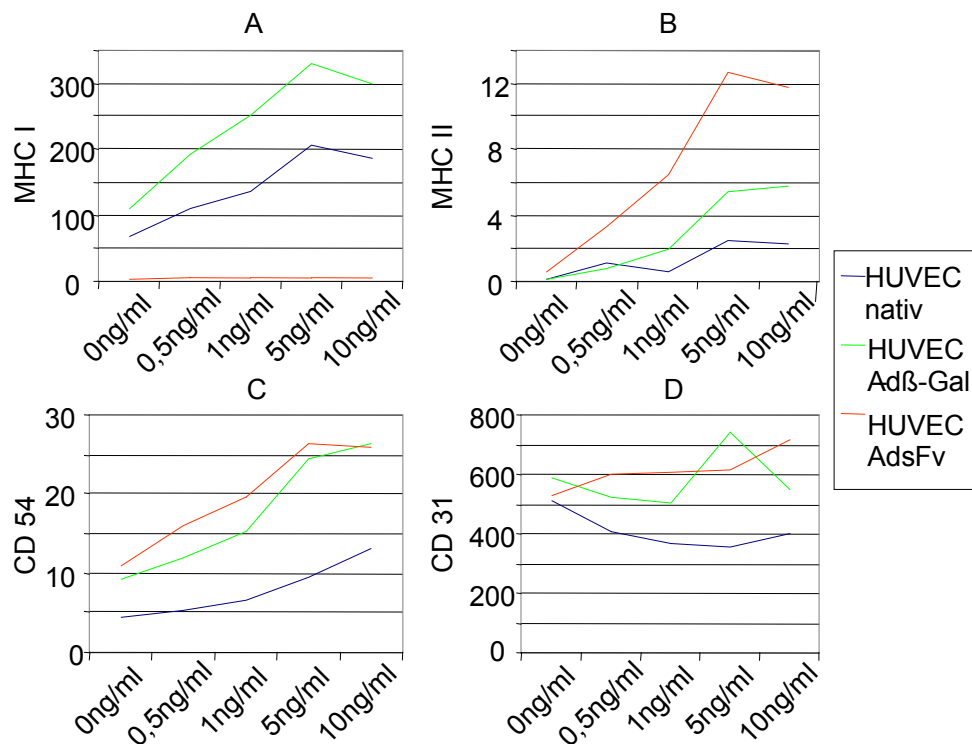 A
MHC I
300
200
100
0
0ng/ml
0,5ng/ml
1ng/ml
5ng/ml
10ng/ml
B
MHC II
12
8
4
0
0ng/ml
0,5ng/ml
1ng/ml
5ng/ml
10ng/ml
C
CD 54
30
20
10
0
0ng/ml
0,5ng/ml
1ng/ml
5ng/ml
10ng/ml
D
CD 31
800
600
400
200
0
0ng/ml
0,5ng/ml
1ng/ml
5ng/ml
10ng/ml
HUVEC
nativ
HUVEC
Adß-Gal
HUVEC
AdsFv